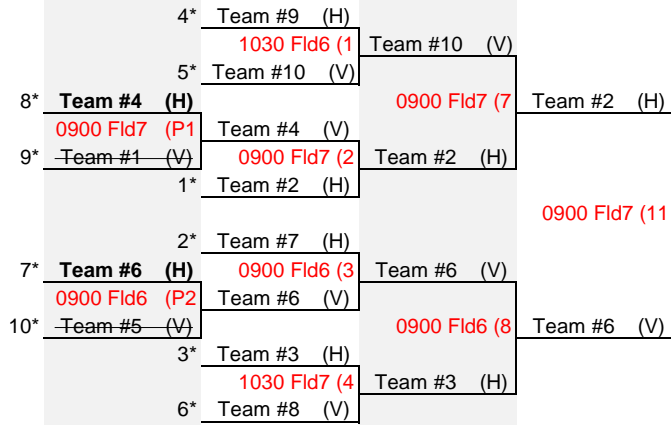 4* Team #9 (H)
1030 Fld6 (1 Team #10 (V)
5* Team #10 (V)
8* Team #4 (H) 0900 Fld7 (7 Team #2 (H)
0900 Fld7 (P1 Team #4 (V)
9* Team #1 (V) 0900 Fld7 (2 Team #2 (H)
1* Team #2 (H)
0900 Fld7 (11
2* Team #7 (H)
7* Team #6 (H) 0900 Fld6 (3 Team #6 (V)
0900 Fld6 (P2 Team #6 (V)
10* Team #5 (V) 0900 Fld6 (8 Team #6 (V)
3* Team #3 (H)
1030 Fld7 (4 Team #3 (H)
6* Team #8 (V)